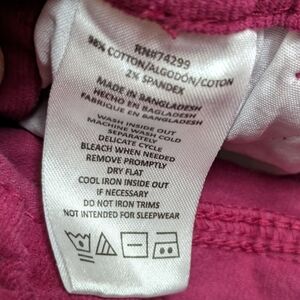 RN#74299
98% COTTON/ALGODÓN/COTON
2% SPANDEX
MADE IN BANGLADESH
HECHO EN BANGLADESH
FABRIQUE EN BANGLADESH
WASH INSIDE OUT
MACHINE WASH COLD
SEPARATELY
DELICATE CYCLE
BLEACH WHEN NEEDED
REMOVE PROMPTLY
DRY FLAT
COOL IRON INSIDE OUT
IF NECESSARY
DO NOT IRON TRIMS
NOT INTENDED FOR SLEEPWEAR